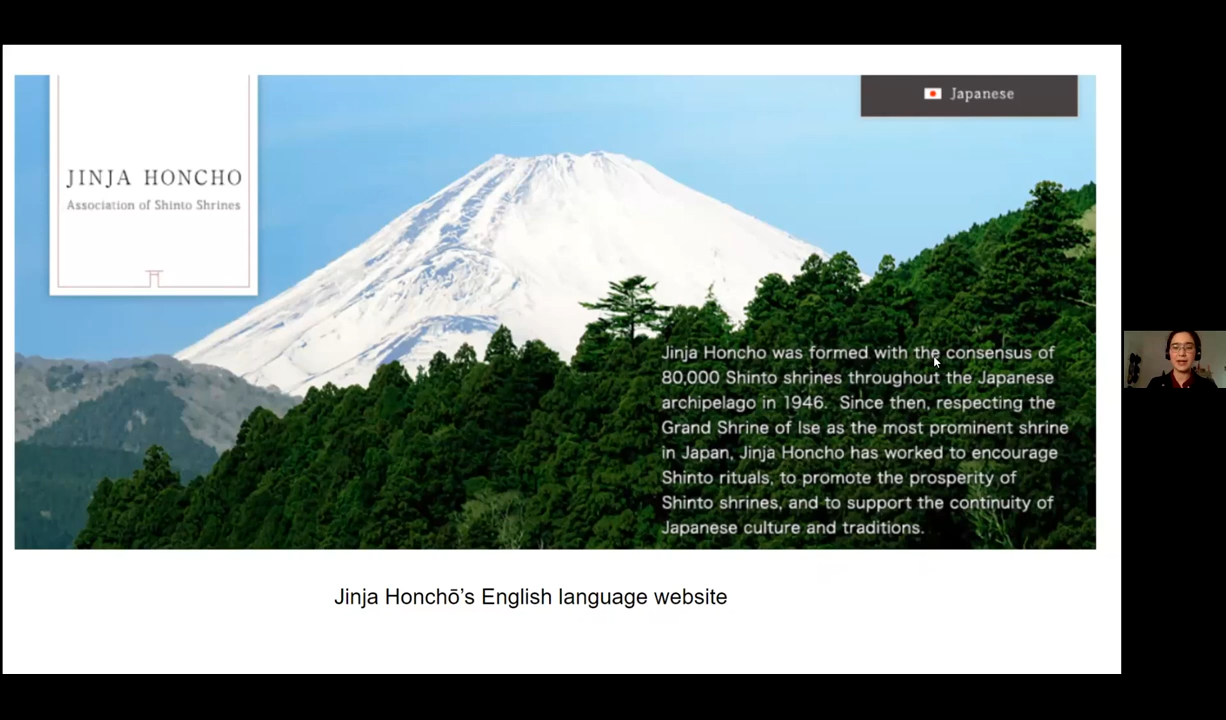 JINJA HONCHO
Association of Shinto Shrines
Japanese
Jinja Honcho was formed with the consensus of
80,000 Shinto shrines throughout the Japanese
archipelago in 1946. Since then, respecting the
Grand Shrine of Ise as the most prominent shrine
in Japan, Jinja Honcho has worked to encourage
Shinto rituals, to promote the prosperity of
Shinto shrines, and to support the continuity of
Japanese culture and traditions.
Jinja Honchō’s English language website